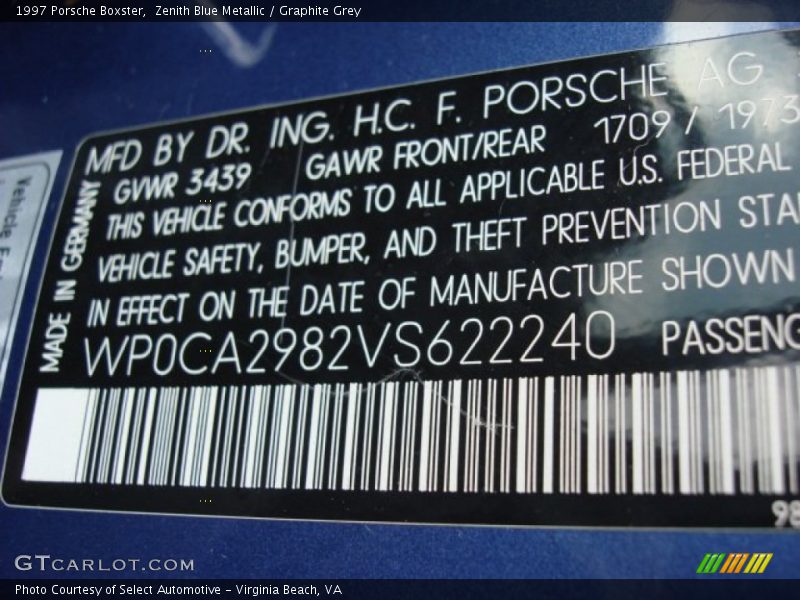 1997 Porsche Boxster,  Zenith Blue Metallic / Graphite Grey
MFD BY DR. ING. H.C. F. PORSCHE AG
GVWR 3439 GAWR FRONT/REAR 1709 / 1973
THIS VEHICLE CONFORMS TO ALL APPLICABLE U.S. FEDERAL
VEHICLE SAFETY, BUMPER, AND THEFT PREVENTION STA
IN EFFECT ON THE DATE OF MANUFACTURE SHOWN
WP0CA2982VS622240 PASSENG
MADE IN GERMANY
98
Vehicle
GTCARLOT.COM
Photo Courtesy of Select Automotive - Virginia Beach, VA